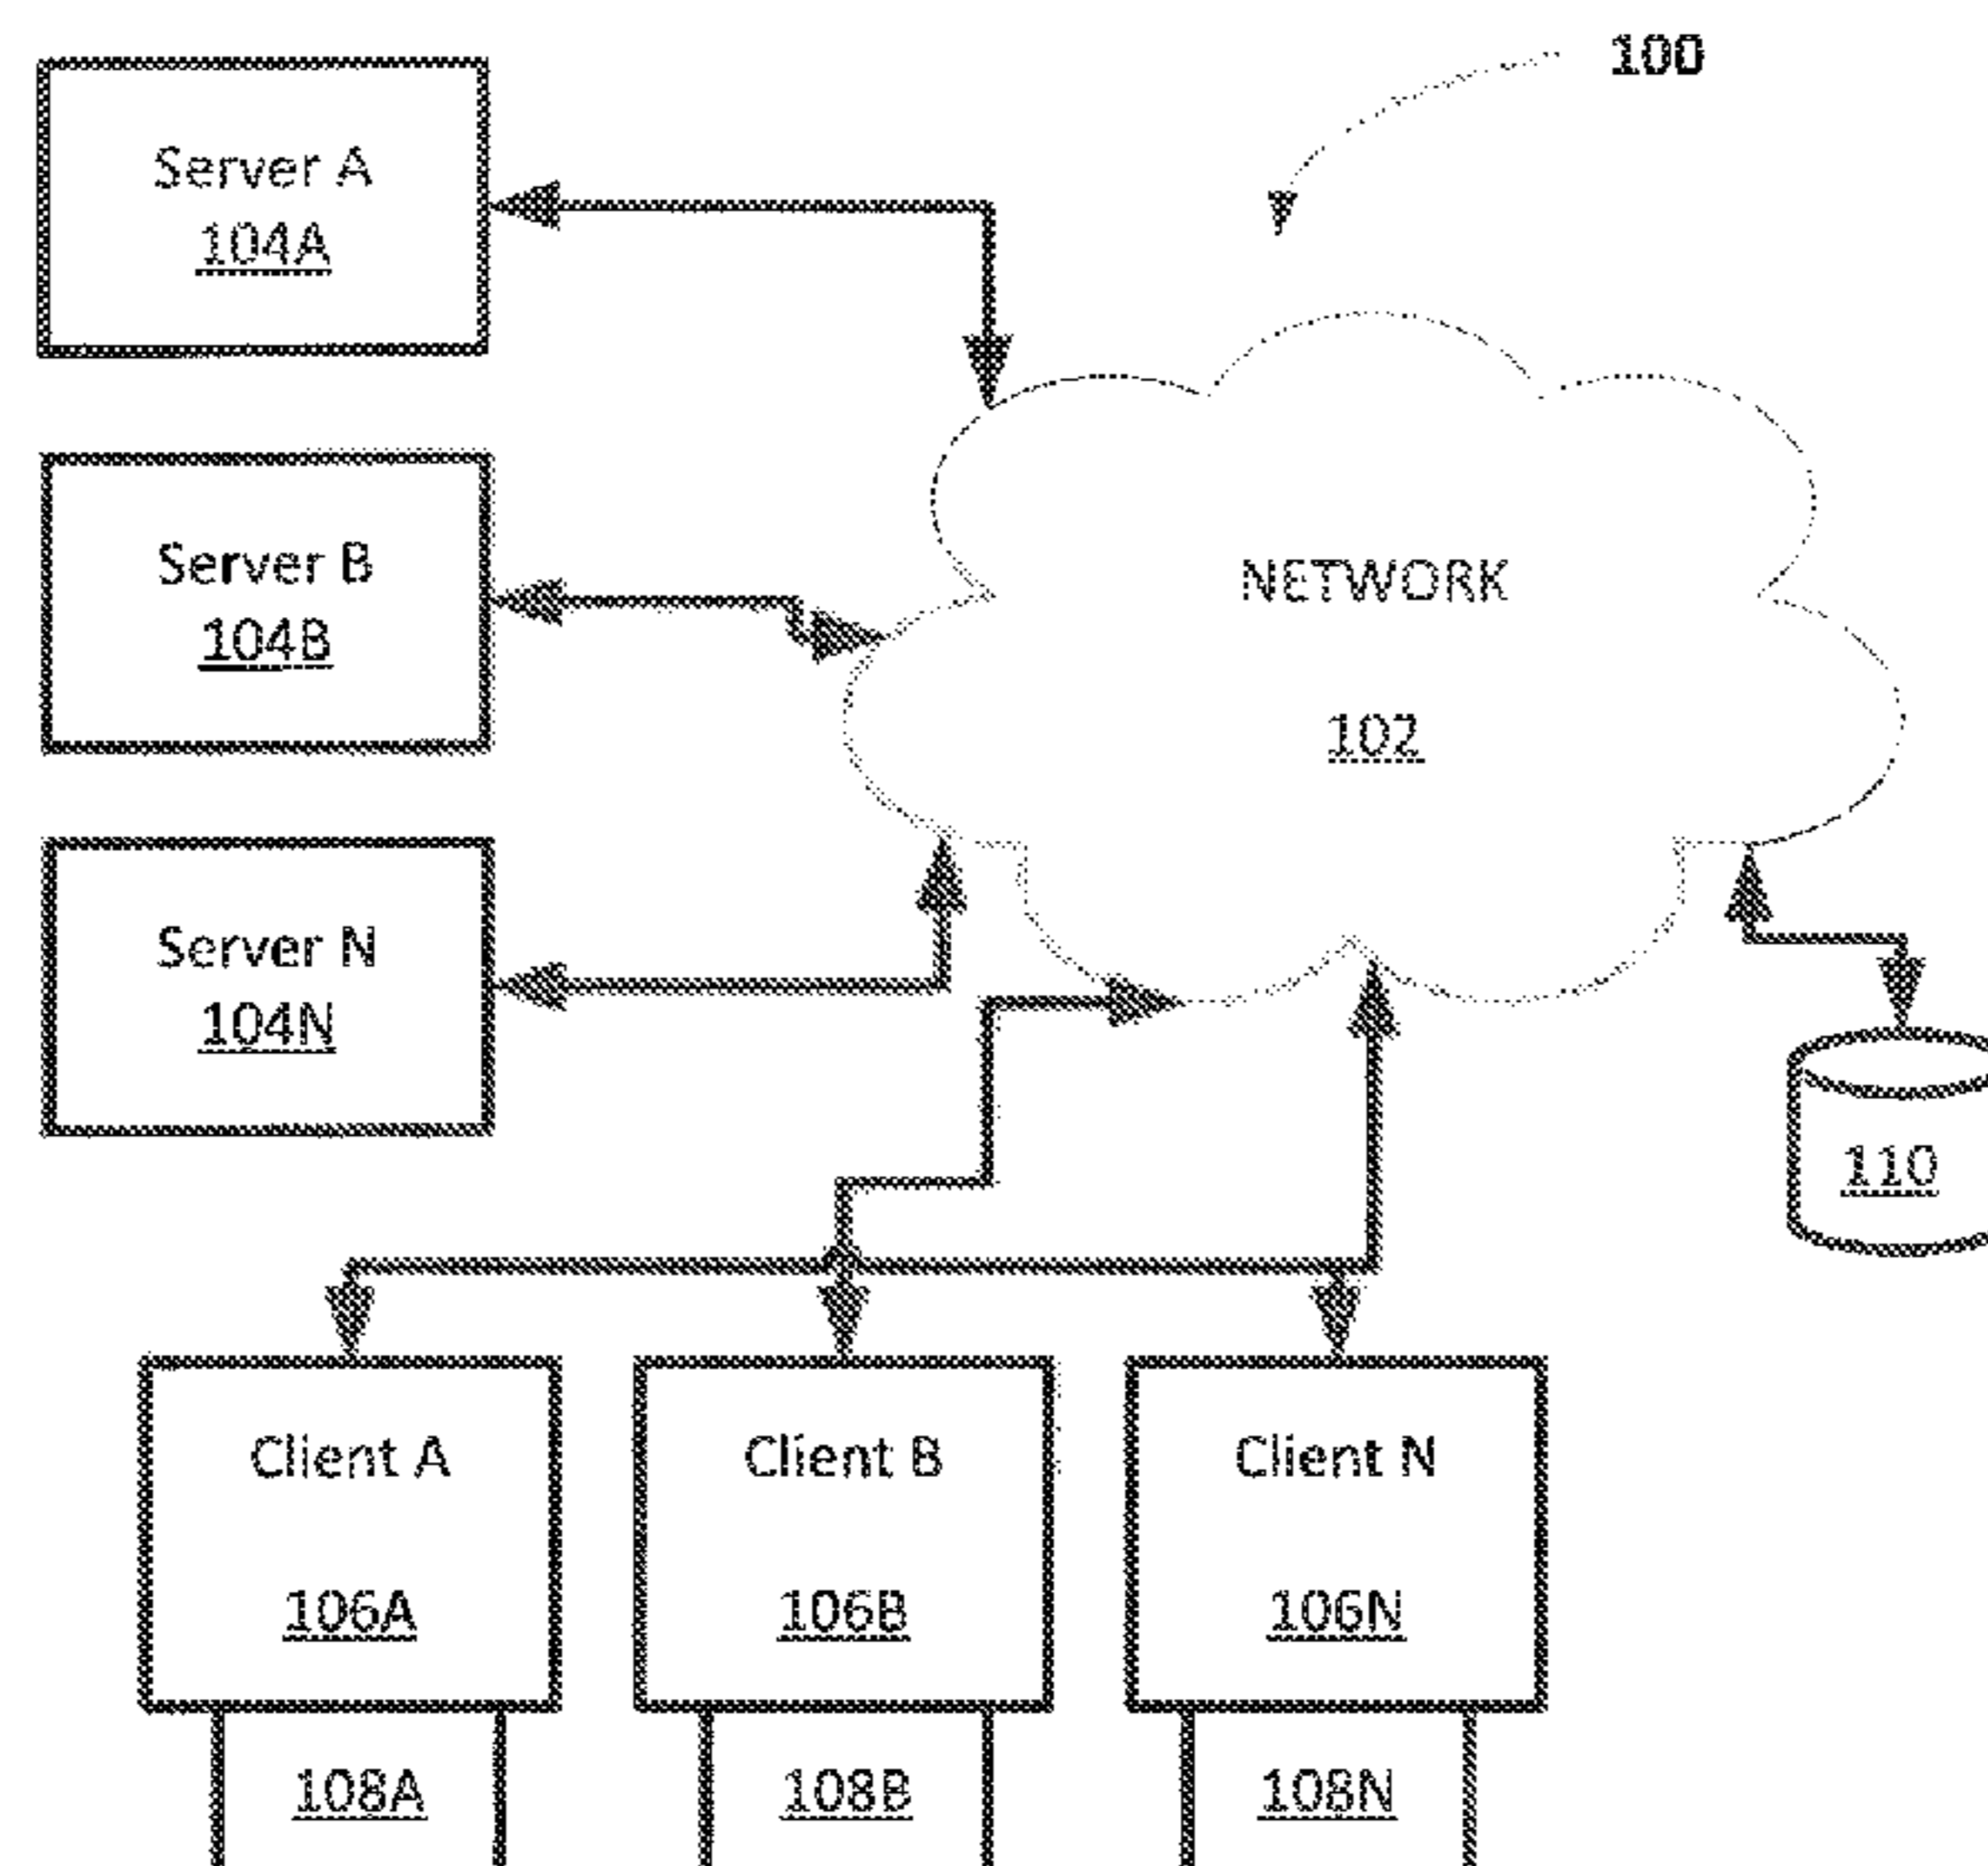 100
Server A
104A
Server B
104B
NETWORK
102
Server N
104N
110
Client A
106A
Client B
106B
Client N
106N
108A
108B
108N